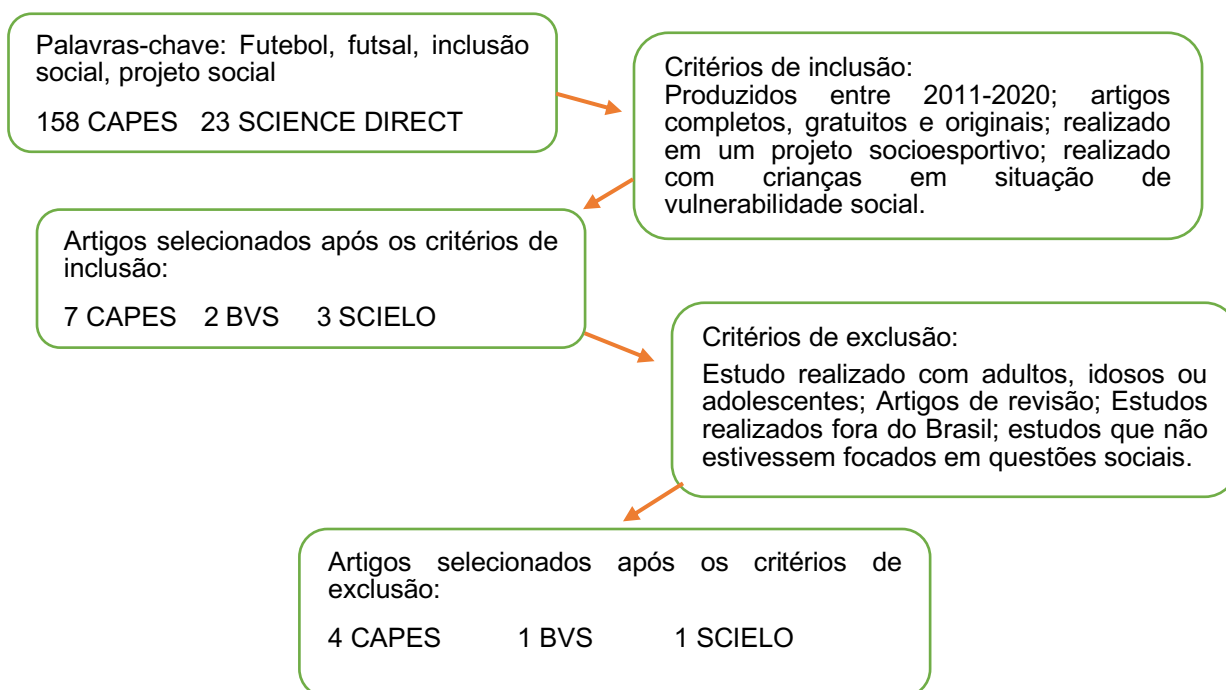 Palavras-chave: Futebol, futsal, inclusão
social, projeto social
158 CAPES 23 SCIENCE DIRECT
Critérios de inclusão:
Produzidos entre 2011-2020; artigos
completos, gratuitos e originais; realizado
em um projeto socioesportivo; realizado
com crianças em situação de
vulnerabilidade social.
Artigos selecionados após os critérios de
inclusão:
7 CAPES 2 BVS 3 SCIELO
Critérios de exclusão:
Estudo realizado com adultos, idosos ou
adolescentes; Artigos de revisão; Estudos
realizados fora do Brasil; estudos que não
estivessem focados em questões sociais.
Artigos selecionados após os critérios de
exclusão:
4 CAPES 1 BVS 1 SCIELO